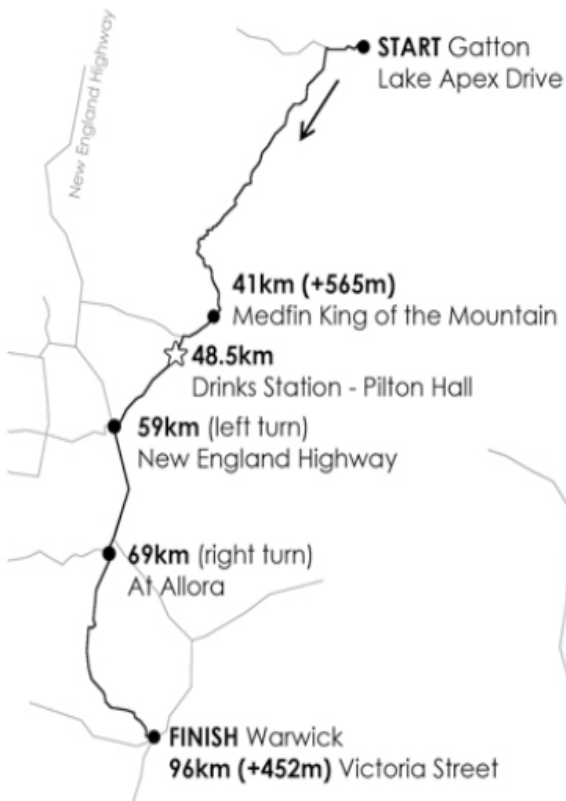 START Gatton
Lake Apex Drive
New England Highway
41km (+565m)
Medfin King of the Mountain
48.5km
Drinks Station - Pilton Hall
59km (left turn)
New England Highway
69km (right turn)
At Allora
FINISH Warwick
96km (+452m) Victoria Street